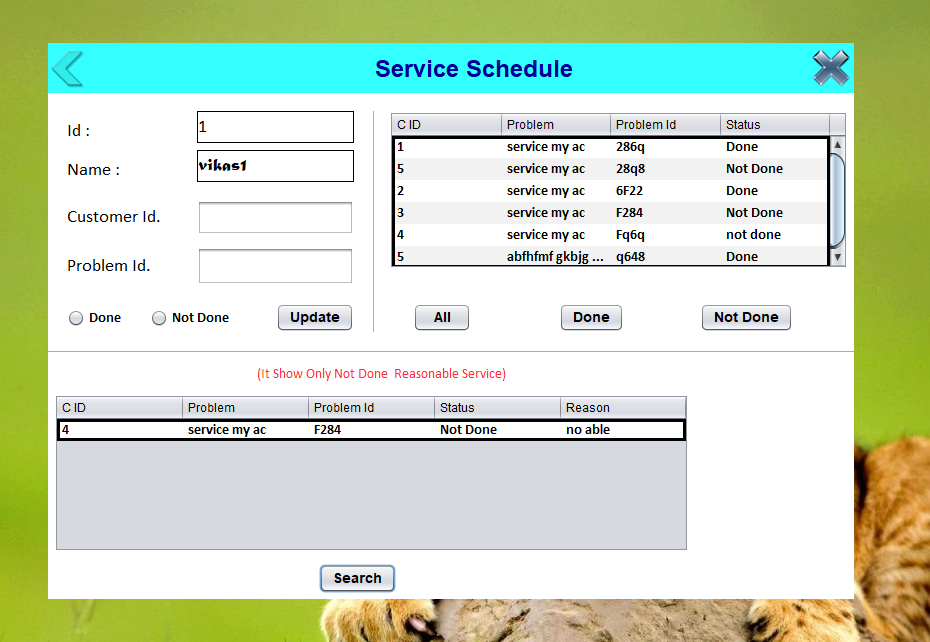 Service Schedule
Id :
1
Name :
vikas1
Customer Id.
Problem Id.
Done
Not Done
Update
C ID Problem Problem Id Status
1 service my ac 286q Done
5 service my ac 28q8 Not Done
2 service my ac 6F22 Done
3 service my ac F284 Not Done
4 service my ac Fq6q not done
5 abfhfmf gkbjg ... q648 Done
All
Done
Not Done
(It Show Only Not Done Reasonable Service)
C ID Problem Problem Id Status Reason
4 service my ac F284 Not Done no able
Search